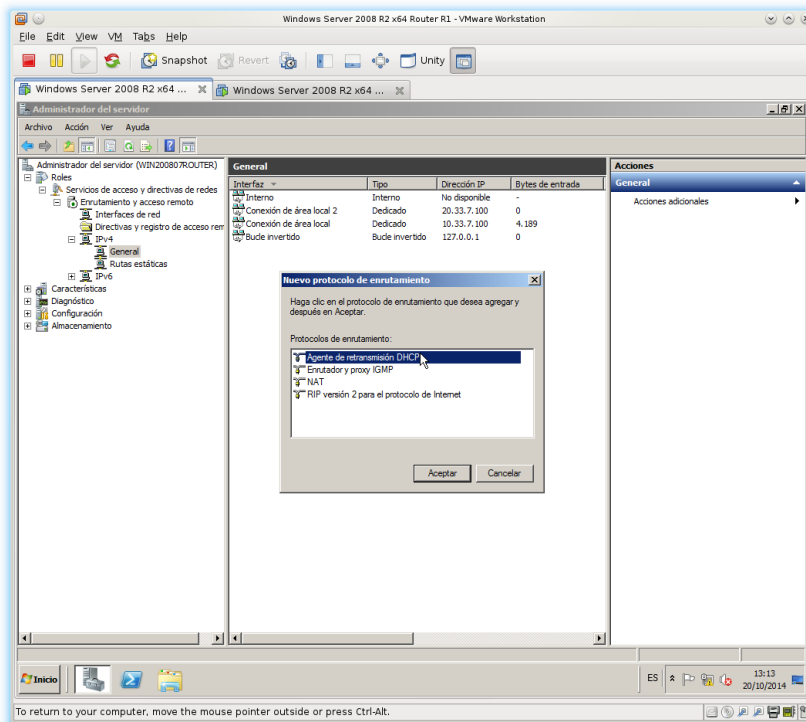 Windows Server 2008 R2 x64 Router R1 - VMware Workstation
File Edit View VM Tabs Help
Snapshot Revert Unity
Windows Server 2008 R2 x64 ... Windows Server 2008 R2 x64 ...
Administrador del servidor
Archivo Acción Ver Ayuda
Administrador del servidor (WIN200807ROUTER)
Roles
Servicios de acceso y directivas de redes
Enrutamiento y acceso remoto
Interfaces de red
Directivas y registro de acceso rem
IPv4
General
Rutas estáticas
IPv6
Características
Diagnóstico
Configuración
Almacenamiento
General
Interfaz Tipo Dirección IP Bytes de entrada
Interno Interno No disponible -
Conexión de área local 2 Dedicado 20.33.7.100 0
Conexión de área local Dedicado 10.33.7.100 4.189
Bucle invertido Bucle invertido 127.0.0.1 0
Nuevo protocolo de enrutamiento
Haga clic en el protocolo de enrutamiento que desea agregar y
después en Aceptar.
Protocolos de enrutamiento:
Agente de retransmisión DHCP
Enrutador y proxy IGMP
NAT
RIP versión 2 para el protocolo de Internet
Aceptar Cancelar
Acciones
General
Acciones adicionales
Inicio
ES 13:13
20/10/2014
To return to your computer, move the mouse pointer outside or press Ctrl-Alt.